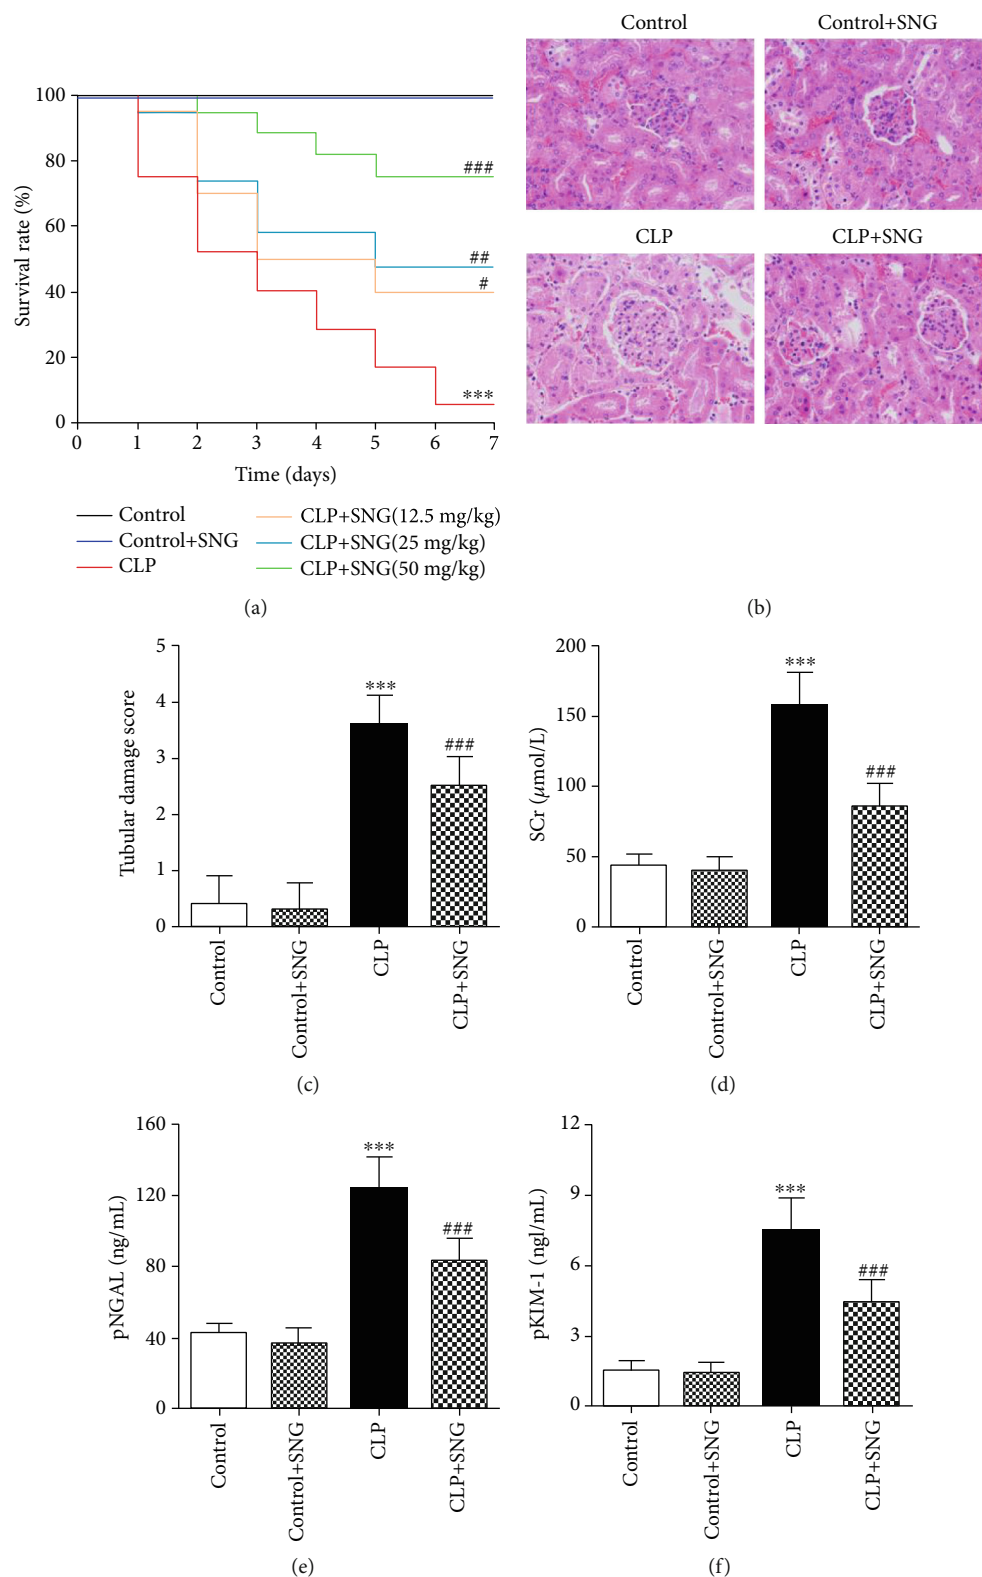 Control
Control+SNG
CLP
CLP+SNG
Survival rate (%)
100
80
60
40
20
0
###
##
#
***
0 1 2 3 4 5 6 7
Time (days)
Control
Control+SNG
CLP
CLP+SNG(12.5 mg/kg)
CLP+SNG(25 mg/kg)
CLP+SNG(50 mg/kg)
(a)
(b)
Tubular damage score
5
4
3
2
1
0
***
###
Control
Control+SNG
CLP
CLP+SNG
(c)
SCr (µmol/L)
200
150
100
50
0
***
###
Control
Control+SNG
CLP
CLP+SNG
(d)
pNGAL (ng/mL)
160
120
80
40
0
***
###
Control
Control+SNG
CLP
CLP+SNG
(e)
pKIM-1 (ngl/mL)
12
9
6
3
0
***
###
Control
Control+SNG
CLP
CLP+SNG
(f)